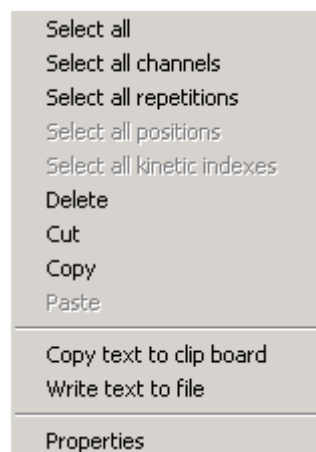 Select all
Select all channels
Select all repetitions
Select all positions
Select all kinetic indexes
Delete
Cut
Copy
Paste
Copy text to clip board
Write text to file
Properties